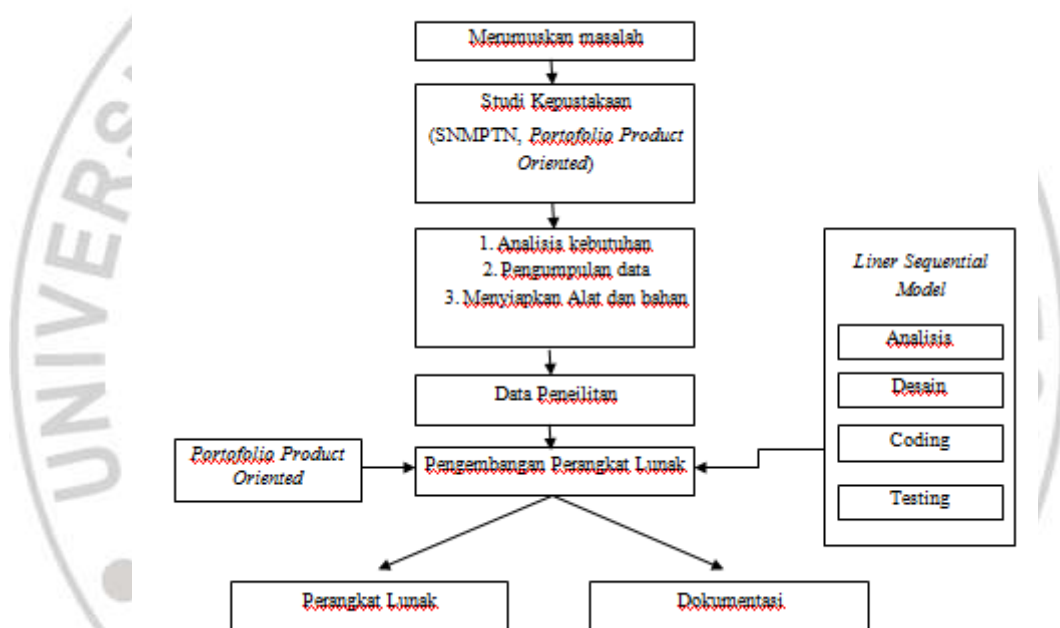 Merumuskan masalah
Studi Kepustakaan
(SNMPTN, Portofolio Product
Oriented)
1. Analisis kebutuhan
2. Pengumpulan data
3. Menyiapkan Alat dan bahan
Data Peneilitan
Pengembangan Perangkat Lunak
Portofolio Product
Oriented
Liner Sequential
Model
Analisis
Desain
Coding
Testing
Perangkat Lunak
Dokumentasi